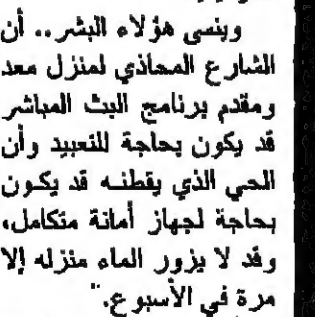 وينسى هؤلاء البشر.. أن
الشارع المحاذي لمنزل معد
ومقدم برنامج البث المباشر
قد يكون بحاجة للتعبيد وأن
الحي الذي يقطنه قد يكون
بحاجة لجهاز أمانة متكامل،
وقد لا يزور الماء منزله إلا
مرة في الأسبوع."